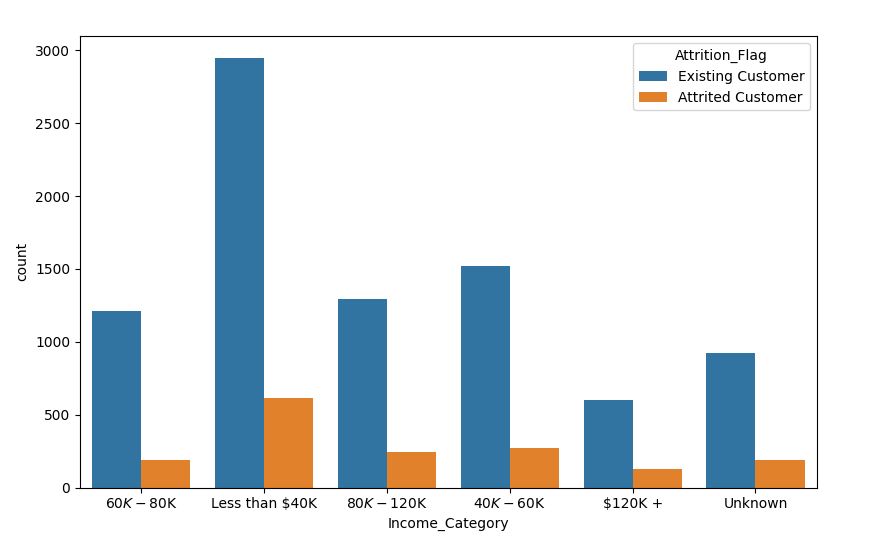 3000
2500
2000
1500
1000
500
0
count
Attrition_Flag
Existing Customer
Attrited Customer
60K − 80K
Less than $40K
80K − 120K
40K − 60K
$120K +
Unknown
Income_Category